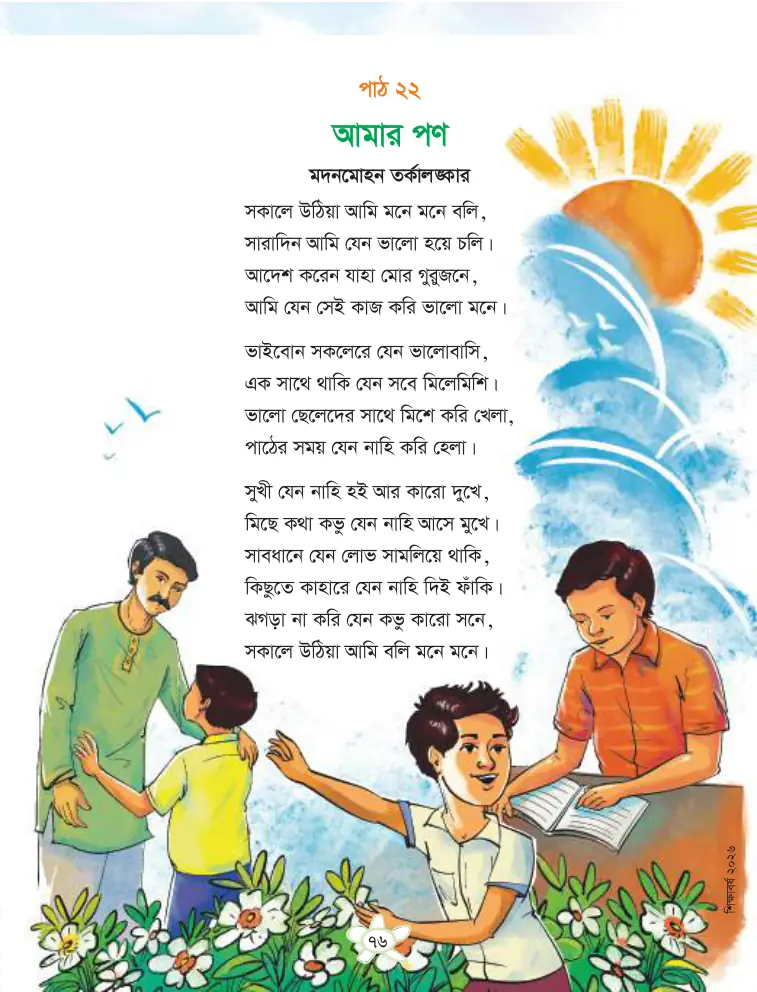 পাঠ ২২
আমার পণ
মদনমোহন তর্কালঙ্কার
সকালে উঠিয়া আমি মনে মনে বলি,
সারাদিন আমি যেন ভালো হয়ে চলি।
আদেশ করেন যাহা মোর গুরুজনে,
আমি যেন সেই কাজ করি ভালো মনে।
ভাইবোন সকলেরে যেন ভালোবাসি,
এক সাথে থাকি যেন সবে মিলেমিশি।
ভালো ছেলেদের সাথে মিশে করি খেলা,
পাঠের সময় যেন নাহি করি হেলা।
সুখী যেন নাহি হই আর কারো দুখে,
মিছে কথা কভু যেন নাহি আসে মুখে।
সাবধানে যেন লোভ সামলিয়ে থাকি,
কিছুতে কাহারে যেন নাহি দিই ফাঁকি।
ঝগড়া না করি যেন কভু কারো সনে,
সকালে উঠিয়া আমি বলি মনে মনে।
শিক্ষাবর্ষ ২০২৬
৭৬